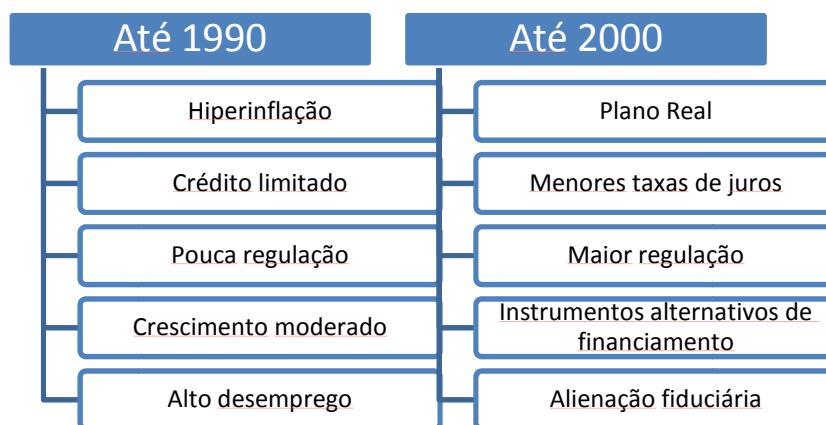 Até 1990
Hiperinflação
Crédito limitado
Pouca regulação
Crescimento moderado
Alto desemprego
Até 2000
Plano Real
Menores taxas de juros
Maior regulação
Instrumentos alternativos de
financiamento
Alienação fiduciária